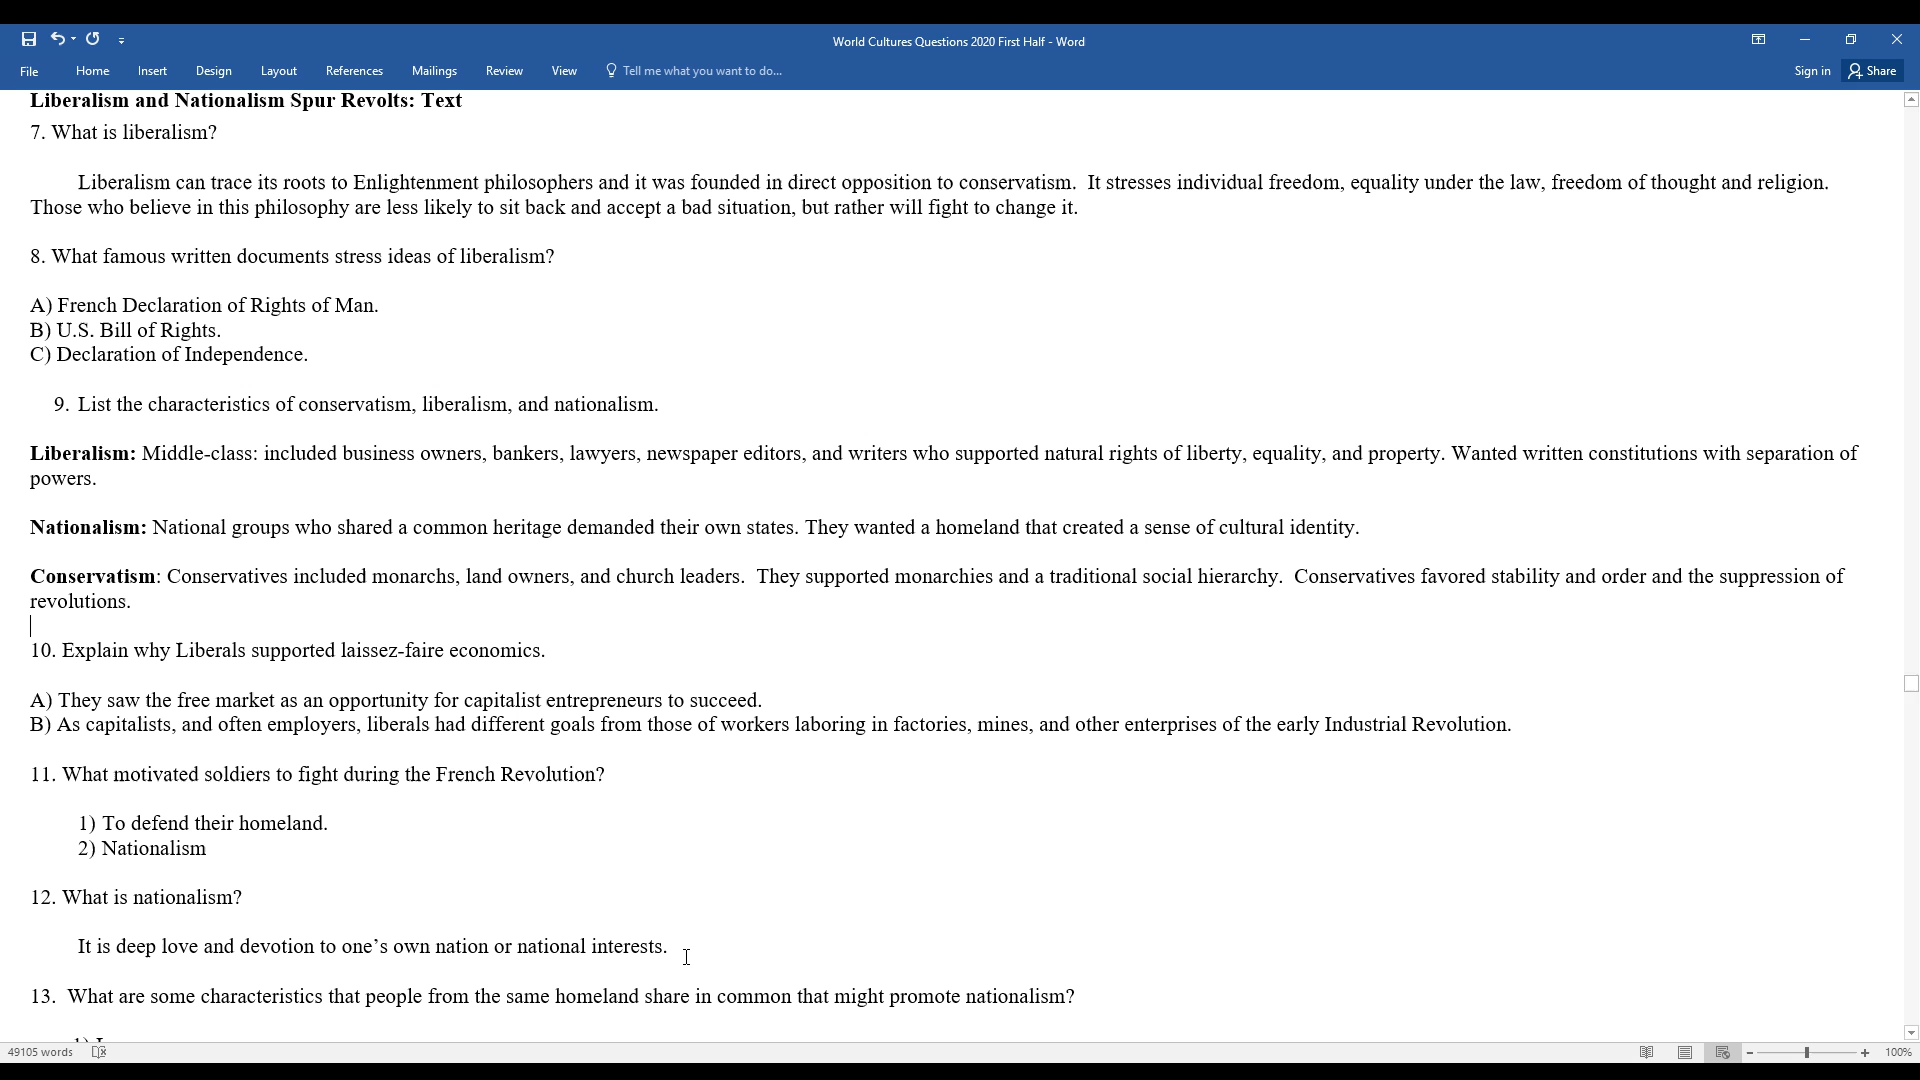 World Cultures Questions 2020 First Half - Word
File Home Insert Design Layout References Mailings Review View Tell me what you want to do... Sign in Share
Liberalism and Nationalism Spur Revolts: Text
7. What is liberalism?
Liberalism can trace its roots to Enlightenment philosophers and it was founded in direct opposition to conservatism.  It stresses individual freedom, equality under the law, freedom of thought and religion.
Those who believe in this philosophy are less likely to sit back and accept a bad situation, but rather will fight to change it.
8. What famous written documents stress ideas of liberalism?
A) French Declaration of Rights of Man.
B) U.S. Bill of Rights.
C) Declaration of Independence.
9. List the characteristics of conservatism, liberalism, and nationalism.
Liberalism: Middle-class: included business owners, bankers, lawyers, newspaper editors, and writers who supported natural rights of liberty, equality, and property. Wanted written constitutions with separation of
powers.
Nationalism: National groups who shared a common heritage demanded their own states. They wanted a homeland that created a sense of cultural identity.
Conservatism: Conservatives included monarchs, land owners, and church leaders.  They supported monarchies and a traditional social hierarchy.  Conservatives favored stability and order and the suppression of
revolutions.
10. Explain why Liberals supported laissez-faire economics.
A) They saw the free market as an opportunity for capitalist entrepreneurs to succeed.
B) As capitalists, and often employers, liberals had different goals from those of workers laboring in factories, mines, and other enterprises of the early Industrial Revolution.
11. What motivated soldiers to fight during the French Revolution?
1) To defend their homeland.
2) Nationalism
12. What is nationalism?
It is deep love and devotion to one’s own nation or national interests.
13.  What are some characteristics that people from the same homeland share in common that might promote nationalism?
49105 words 100%